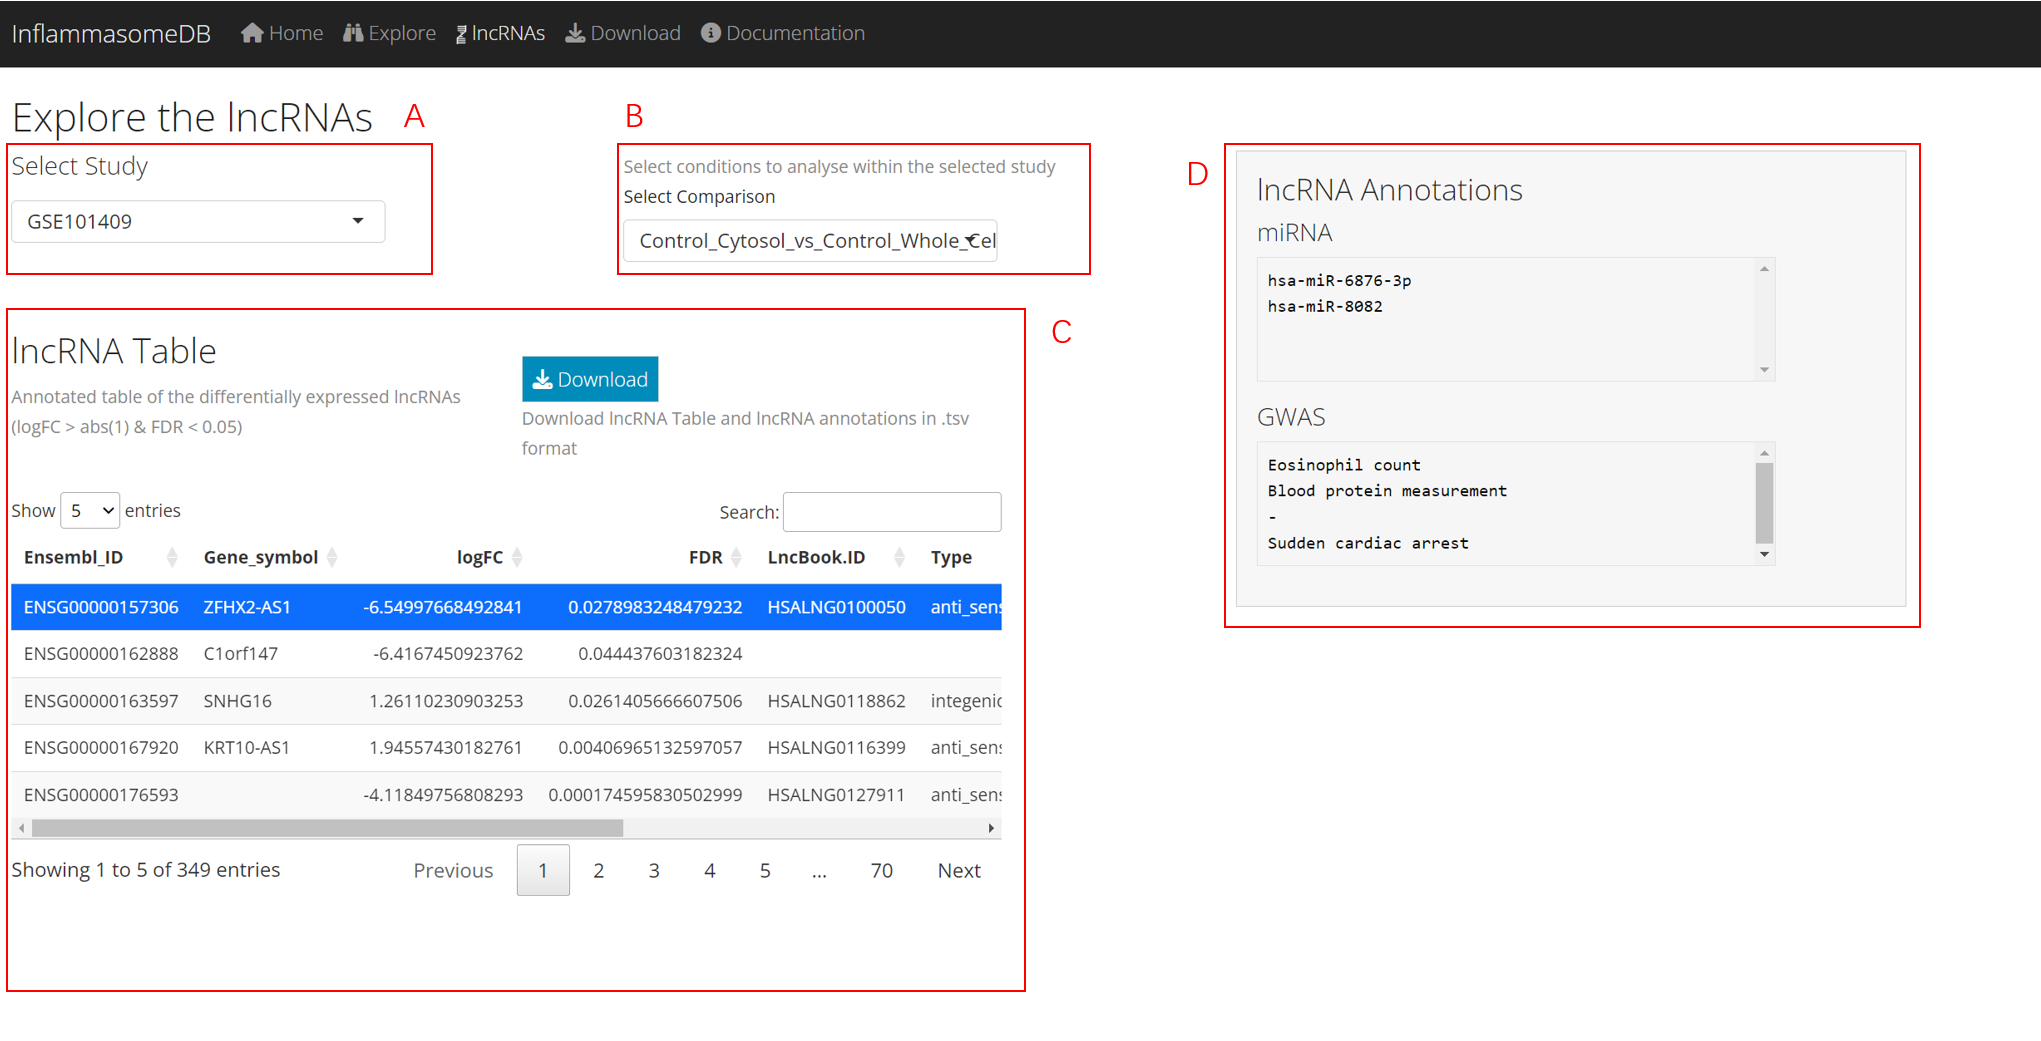 InflammasomeDB Home Explore lncRNAs Download Documentation
Explore the lncRNAs A
Select Study
GSE101409
B
Select conditions to analyse within the selected study
Select Comparison
Control_Cytosol_vs_Control_Whole_Cel
lncRNA Table
Annotated table of the differentially expressed lncRNAs
(logFC > abs(1) & FDR < 0.05)
Download
Download lncRNA Table and lncRNA annotations in .tsv
format
C
Show 5 entries
Search:
Ensembl_ID Gene_symbol logFC FDR LncBook.ID Type
ENSG00000157306 ZFHX2-AS1 -6.54997668492841 0.0278983248479232 HSALNG0100050 anti_sens
ENSG00000162888 C1orf147 -6.4167450923762 0.044437603182324
ENSG00000163597 SNHG16 1.26110230903253 0.0261405666607506 HSALNG0118862 integenic
ENSG00000167920 KRT10-AS1 1.94557430182761 0.00406965132597057 HSALNG0116399 anti_sens
ENSG00000176593 -4.11849756808293 0.000174595830502999 HSALNG0127911 anti_sens
Showing 1 to 5 of 349 entries
Previous 1 2 3 4 5 ... 70 Next
D
lncRNA Annotations
miRNA
hsa-miR-6876-3p
hsa-miR-8082
GWAS
Eosinophil count
Blood protein measurement
-
Sudden cardiac arrest